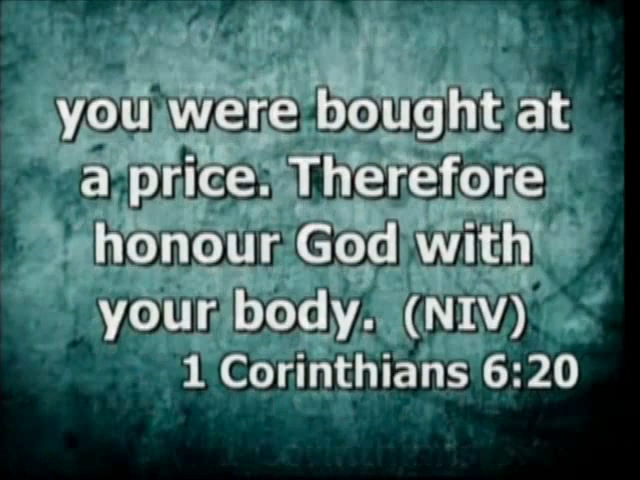 you were bought at
a price. Therefore
honour God with
your body. (NIV)
1 Corinthians 6:20